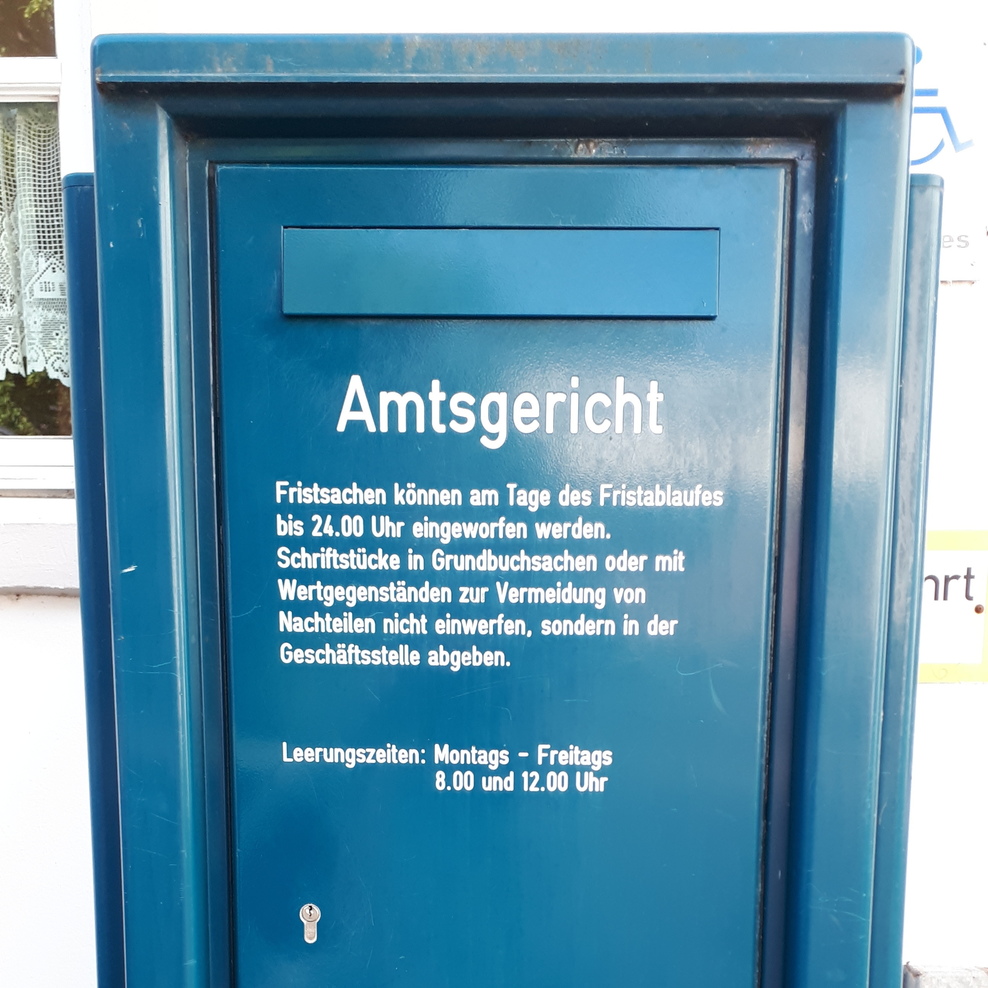 Amtsgericht
Fristsachen können am Tage des Fristablaufes
bis 24.00 Uhr eingeworfen werden.
Schriftstücke in Grundbuchsachen oder mit
Wertgegenständen zur Vermeidung von
Nachteilen nicht einwerfen, sondern in der
Geschäftsstelle abgeben.
Leerungszeiten: Montags - Freitags
8.00 und 12.00 Uhr